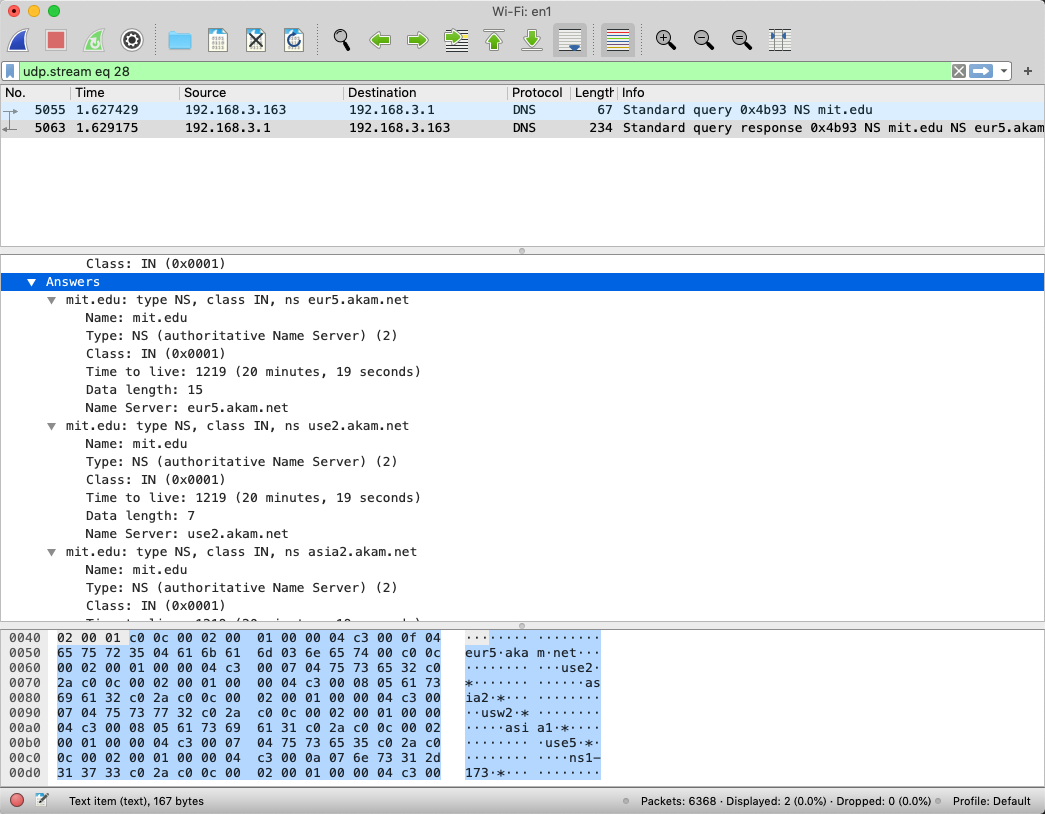 Wi-Fi: en1
udp.stream eq 28
No. Time Source Destination Protocol Length Info
5055 1.627429 192.168.3.163 192.168.3.1 DNS 67 Standard query 0x4b93 NS mit.edu
5063 1.629175 192.168.3.1 192.168.3.163 DNS 234 Standard query response 0x4b93 NS mit.edu NS eur5.akam
Class: IN (0x0001)
Answers
mit.edu: type NS, class IN, ns eur5.akam.net
Name: mit.edu
Type: NS (authoritative Name Server) (2)
Class: IN (0x0001)
Time to live: 1219 (20 minutes, 19 seconds)
Data length: 15
Name Server: eur5.akam.net
mit.edu: type NS, class IN, ns use2.akam.net
Name: mit.edu
Type: NS (authoritative Name Server) (2)
Class: IN (0x0001)
Time to live: 1219 (20 minutes, 19 seconds)
Data length: 7
Name Server: use2.akam.net
mit.edu: type NS, class IN, ns asia2.akam.net
Name: mit.edu
Type: NS (authoritative Name Server) (2)
Class: IN (0x0001)
0040 02 00 01 c0 0c 00 02 00 01 00 00 04 c3 00 0f 04 ········ ········
0050 65 75 72 35 04 61 6b 61 6d 03 6e 65 74 00 c0 0c eur5·aka m·net···
0060 00 02 00 01 00 00 04 c3 00 07 04 75 73 65 32 c0 ········ ···use2·
0070 2a c0 0c 00 02 00 01 00 00 04 c3 00 08 05 61 73 *······· ······as
0080 69 61 32 c0 2a c0 0c 00 02 00 01 00 00 04 c3 00 ia2·*··· ········
0090 07 04 75 73 77 32 c0 2a c0 0c 00 02 00 01 00 00 ··usw2·* ········
00a0 04 c3 00 08 05 61 73 69 61 31 c0 2a c0 0c 00 02 ·····asi a1·*····
00b0 00 01 00 00 04 c3 00 07 04 75 73 65 35 c0 2a c0 ········ ·use5·*·
00c0 0c 00 02 00 01 00 00 04 c3 00 0a 07 6e 73 31 2d ········ ····ns1-
00d0 31 37 33 c0 2a c0 0c 00 02 00 01 00 00 04 c3 00 173·*··· ········
Text item (text), 167 bytes Packets: 6368 · Displayed: 2 (0.0%) · Dropped: 0 (0.0%) Profile: Default